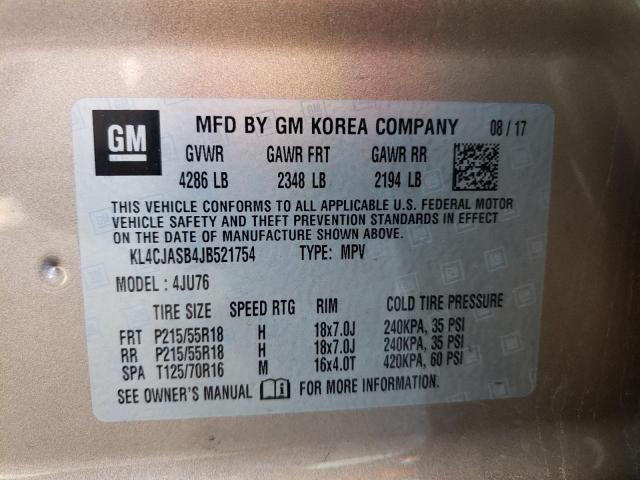 GM
MFD BY GM KOREA COMPANY 08/17
GVWR GAWR FRT GAWR RR
4286 LB 2348 LB 2194 LB
THIS VEHICLE CONFORMS TO ALL APPLICABLE U.S. FEDERAL MOTOR
VEHICLE SAFETY AND THEFT PREVENTION STANDARDS IN EFFECT
ON THE DATE OF MANUFACTURE SHOWN ABOVE.
KL4CJASB4JB521754 TYPE: MPV
MODEL : 4JU76
TIRE SIZE SPEED RTG RIM COLD TIRE PRESSURE
FRT P215/55R18 H 18x7.0J 240KPA, 35 PSI
RR P215/55R18 H 18x7.0J 240KPA, 35 PSI
SPA T125/70R16 M 16x4.0T 420KPA, 60 PSI
SEE OWNER'S MANUAL FOR MORE INFORMATION.